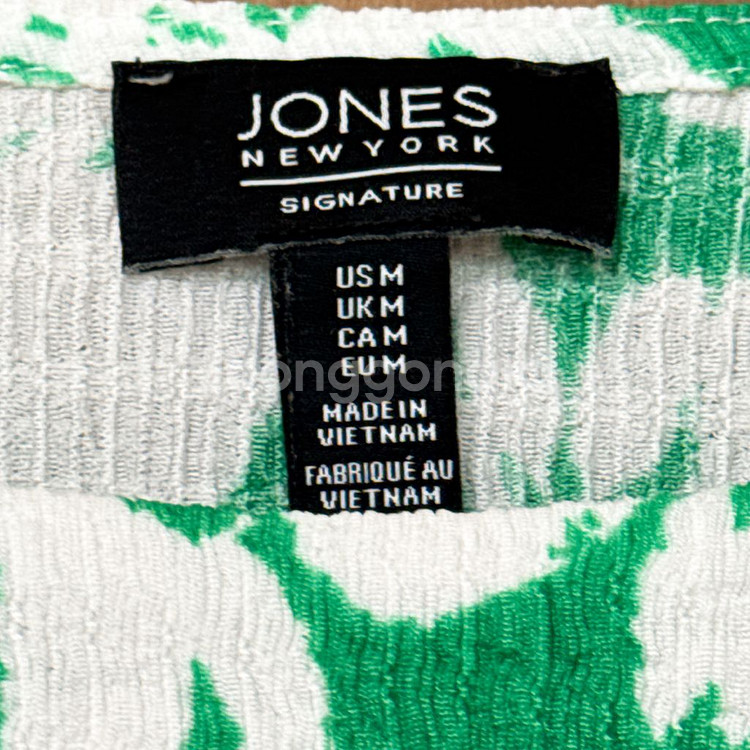 JONES
NEW YORK
SIGNATURE
US M
UK M
CA M
EU M
MADE IN
VIETNAM
FABRIQUÉ AU
VIETNAM